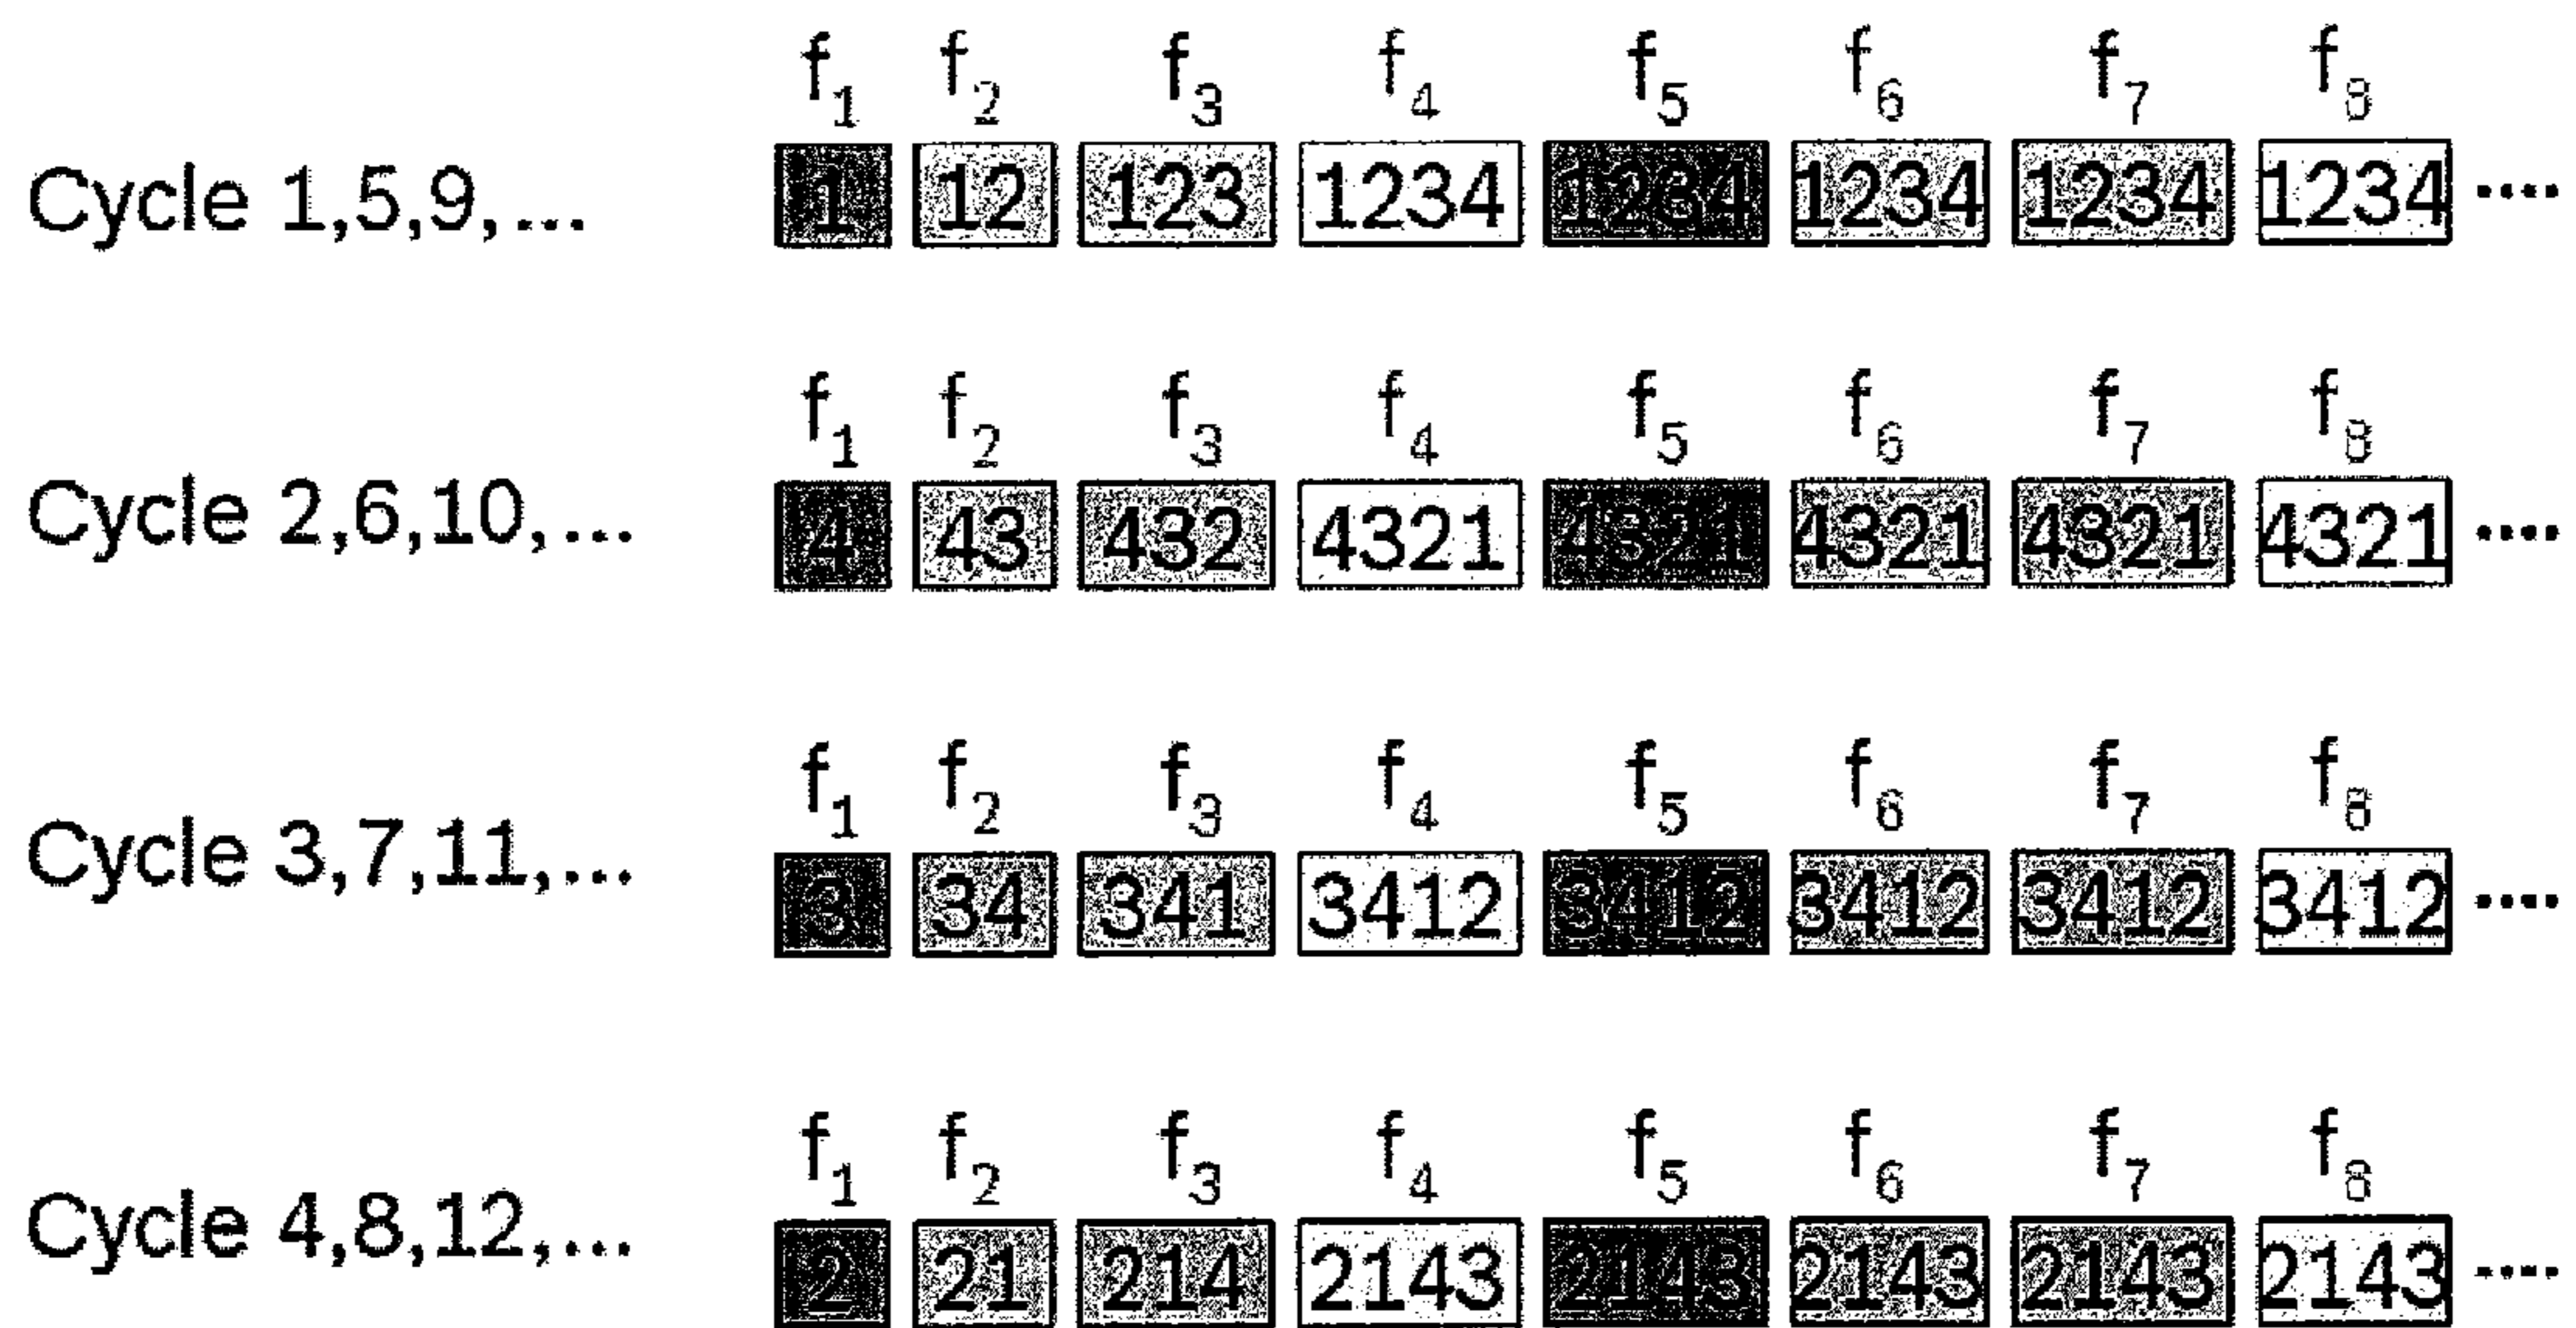 f1 f2 f3 f4 f5 f6 f7 f8
Cycle 1,5,9,... 1 12 123 1234 1234 1234 1234 1234 ....
f1 f2 f3 f4 f5 f6 f7 f8
Cycle 2,6,10,... 4 43 432 4321 4321 4321 4321 4321 ....
f1 f2 f3 f4 f5 f6 f7 f8
Cycle 3,7,11,... 3 34 341 3412 3412 3412 3412 3412 ....
f1 f2 f3 f4 f5 f6 f7 f8
Cycle 4,8,12,... 2 21 214 2143 2143 2143 2143 2143 ....